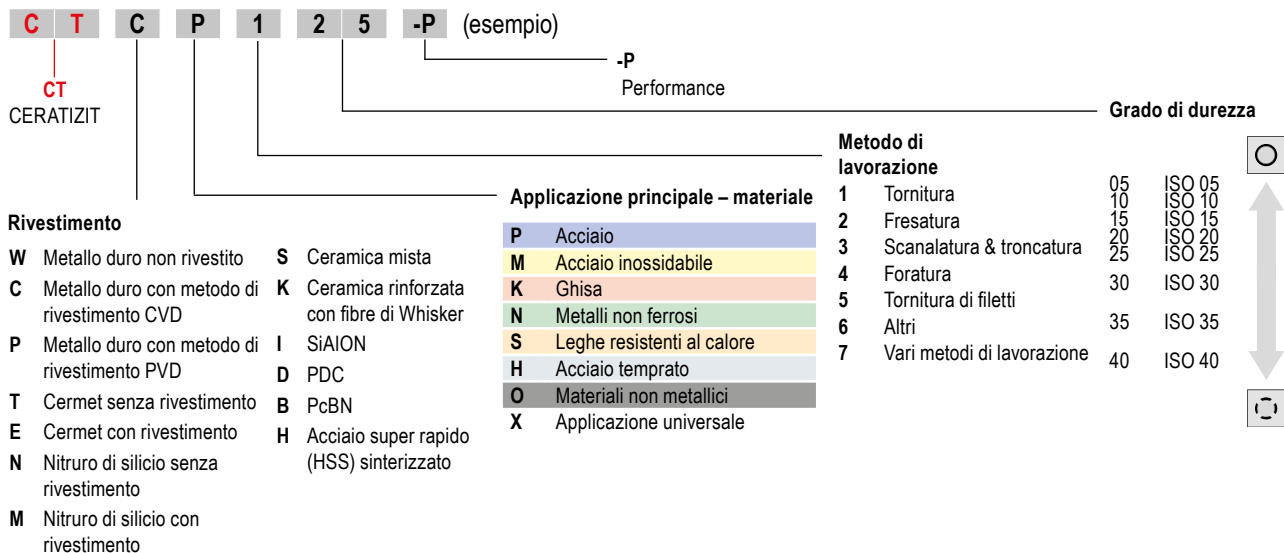 C T C P 1 2 5 -P (esempio)
-P
Performance
CT
CERATIZIT
Grado di durezza
Metodo di
lavorazione
1 Tornitura
2 Fresatura
3 Scanalatura & troncatura
4 Foratura
5 Tornitura di filetti
6 Altri
7 Vari metodi di lavorazione
05 ISO 05
10 ISO 10
15 ISO 15
20 ISO 20
25 ISO 25
30 ISO 30
35 ISO 35
40 ISO 40
Applicazione principale – materiale
P Acciaio
M Acciaio inossidabile
K Ghisa
N Metalli non ferrosi
S Leghe resistenti al calore
H Acciaio temprato
O Materiali non metallici
X Applicazione universale
Rivestimento
W Metallo duro non rivestito
C Metallo duro con metodo di
rivestimento CVD
P Metallo duro con metodo di
rivestimento PVD
T Cermet senza rivestimento
E Cermet con rivestimento
N Nitruro di silicio senza
rivestimento
M Nitruro di silicio con
rivestimento
S Ceramica mista
K Ceramica rinforzata
con fibre di Whisker
I SiAlON
D PDC
B PcBN
H Acciaio super rapido
(HSS) sinterizzato